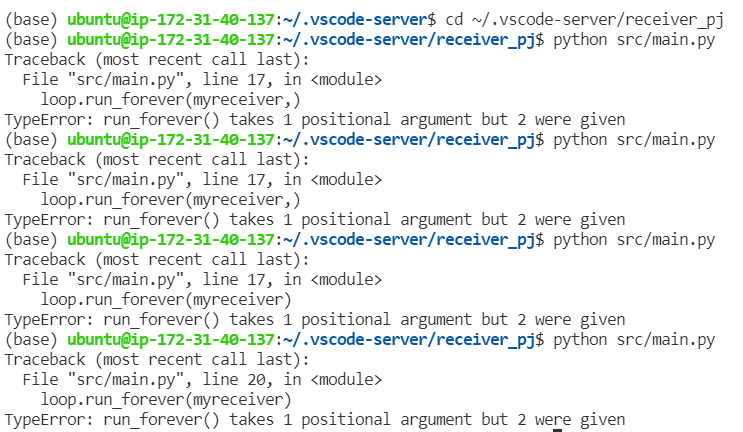 (base) ubuntu@ip-172-31-40-137:~/.vscode-server$ cd ~/.vscode-server/receiver_pj
(base) ubuntu@ip-172-31-40-137:~/.vscode-server/receiver_pj$ python src/main.py
Traceback (most recent call last):
  File "src/main.py", line 17, in <module>
    loop.run_forever(myreceiver,)
TypeError: run_forever() takes 1 positional argument but 2 were given
(base) ubuntu@ip-172-31-40-137:~/.vscode-server/receiver_pj$ python src/main.py
Traceback (most recent call last):
  File "src/main.py", line 17, in <module>
    loop.run_forever(myreceiver,)
TypeError: run_forever() takes 1 positional argument but 2 were given
(base) ubuntu@ip-172-31-40-137:~/.vscode-server/receiver_pj$ python src/main.py
Traceback (most recent call last):
  File "src/main.py", line 17, in <module>
    loop.run_forever(myreceiver)
TypeError: run_forever() takes 1 positional argument but 2 were given
(base) ubuntu@ip-172-31-40-137:~/.vscode-server/receiver_pj$ python src/main.py
Traceback (most recent call last):
  File "src/main.py", line 20, in <module>
    loop.run_forever(myreceiver)
TypeError: run_forever() takes 1 positional argument but 2 were given